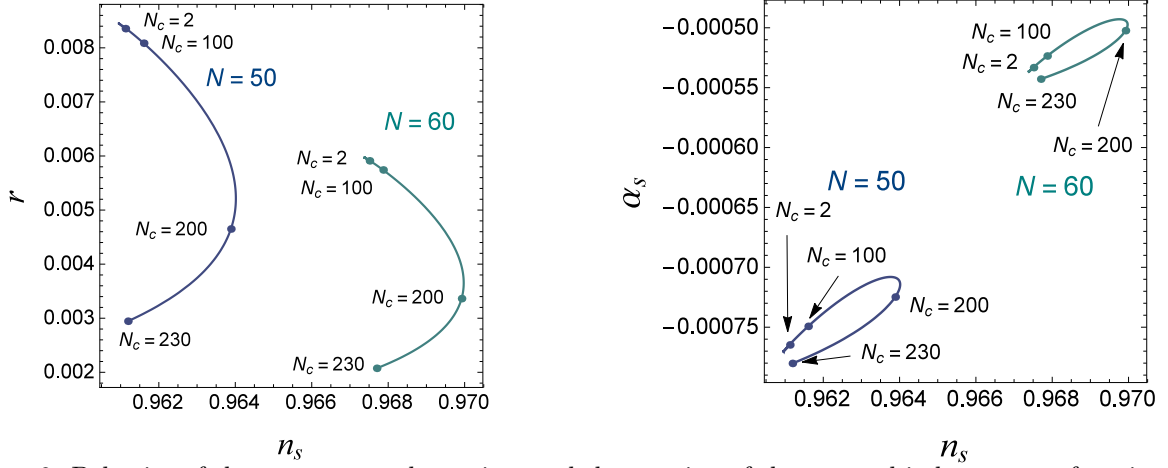 0.008
0.007
0.006
0.005
0.004
0.003
0.002
r
N_c = 2
N_c = 100
N = 50
N = 60
N_c = 2
N_c = 100
N_c = 200
N_c = 200
N_c = 230
N_c = 230
0.962 0.964 0.966 0.968 0.970
n_s
−0.00050
−0.00055
−0.00060
−0.00065
−0.00070
−0.00075
α_s
N_c = 100
N_c = 2
N_c = 230
N_c = 200
N = 50
N = 60
N_c = 2
N_c = 100
N_c = 200
N_c = 230
0.962 0.964 0.966 0.968 0.970
n_s